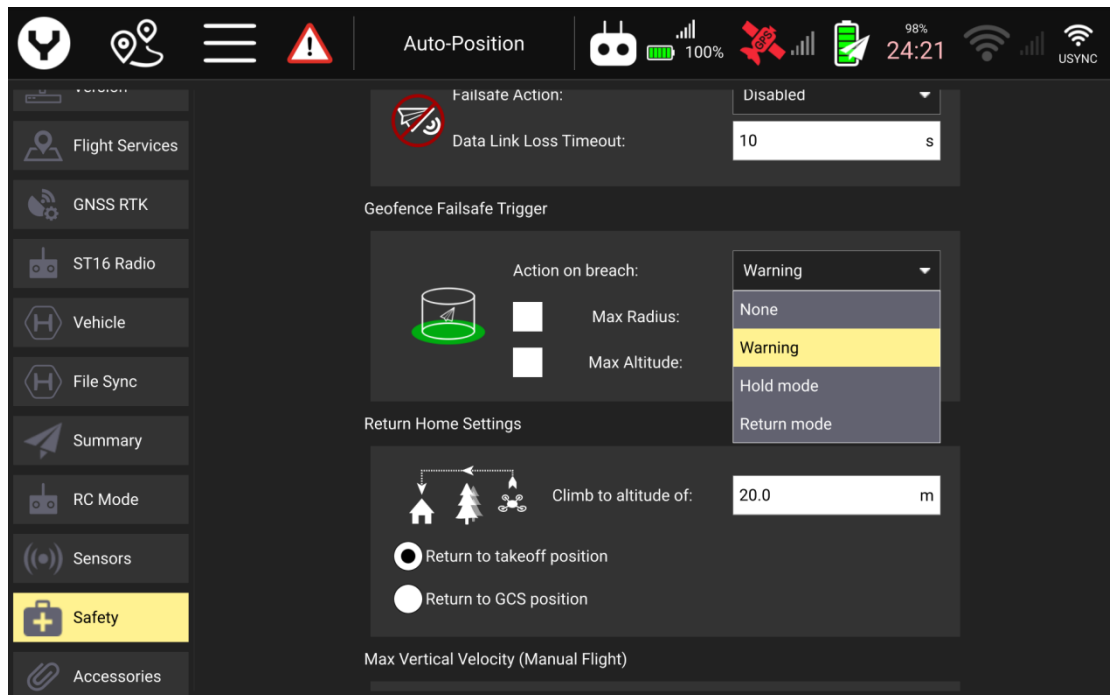 Auto-Position
100%
GPS
98%
24:21
USYNC
Version
Flight Services
GNSS RTK
ST16 Radio
Vehicle
File Sync
Summary
RC Mode
Sensors
Safety
Accessories
Failsafe Action: Disabled
Data Link Loss Timeout: 10 s
Geofence Failsafe Trigger
Action on breach: Warning
None
Max Radius:
Warning
Max Altitude:
Hold mode
Return mode
Return Home Settings
Climb to altitude of: 20.0 m
Return to takeoff position
Return to GCS position
Max Vertical Velocity (Manual Flight)